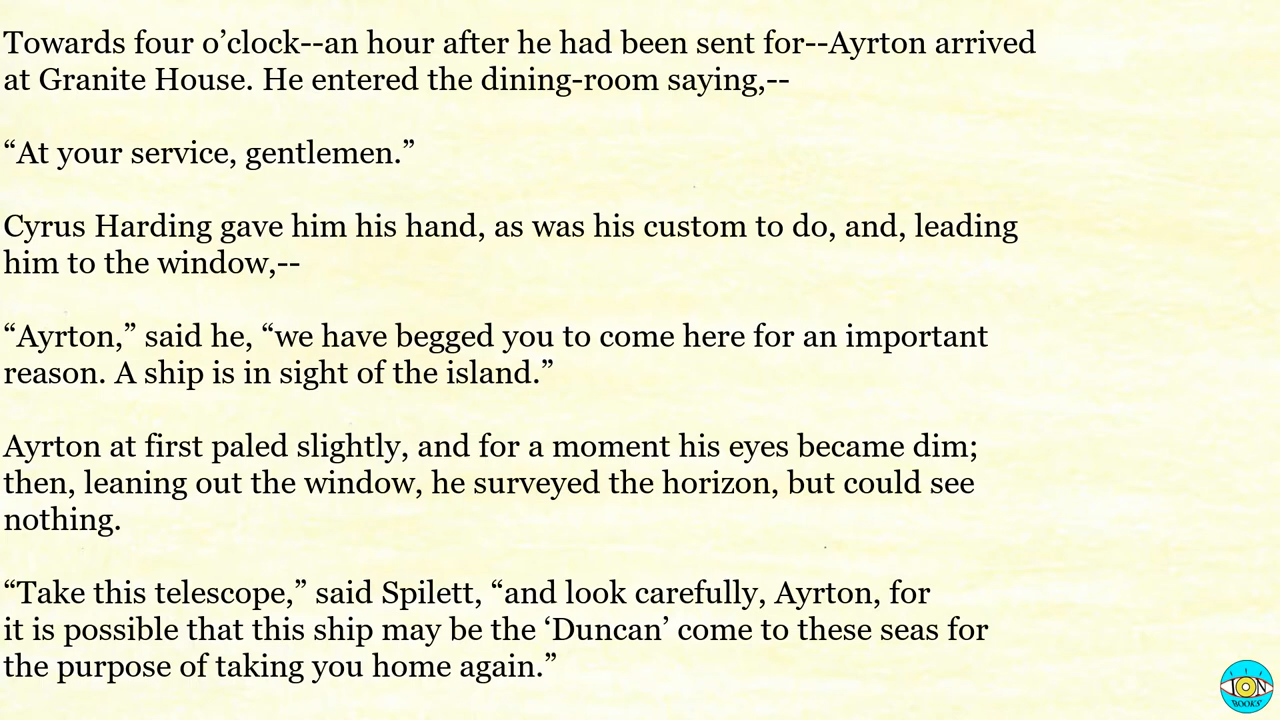 Towards four o’clock--an hour after he had been sent for--Ayrton arrived
at Granite House. He entered the dining-room saying,--
“At your service, gentlemen.”
Cyrus Harding gave him his hand, as was his custom to do, and, leading
him to the window,--
“Ayrton,” said he, “we have begged you to come here for an important
reason. A ship is in sight of the island.”
Ayrton at first paled slightly, and for a moment his eyes became dim;
then, leaning out the window, he surveyed the horizon, but could see
nothing.
“Take this telescope,” said Spilett, “and look carefully, Ayrton, for
it is possible that this ship may be the ‘Duncan’ come to these seas for
the purpose of taking you home again.”
ION
BOOKS